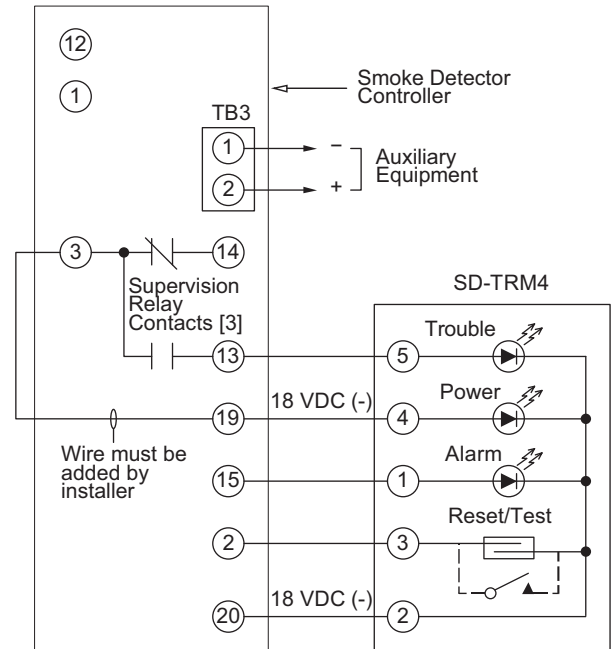 12
1
Smoke Detector
Controller
TB3
1
−
2
+
Auxiliary
Equipment
3
14
Supervision
Relay
Contacts [3]
13
SD-TRM4
Trouble
5
Power
19
18 VDC (-)
4
Wire must be
added by
installer
Alarm
15
1
Reset/Test
2
3
20
18 VDC (-)
2